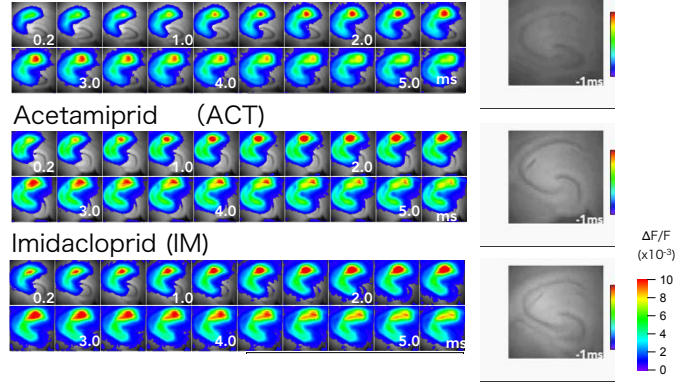 0.2 1.0 2.0
3.0 4.0 5.0 ms
-1ms
Acetamiprid (ACT)
0.2 1.0 2.0
3.0 4.0 5.0 ms
-1ms
Imidacloprid (IM)
0.2 1.0 2.0
3.0 4.0 5.0 ms
-1ms
ΔF/F
(x10⁻³)
10
8
6
4
2
0